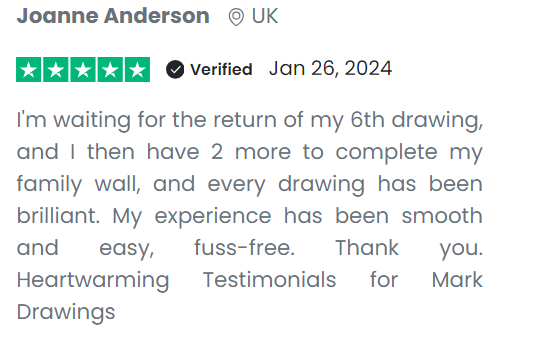 Joanne Anderson UK
Verified Jan 26, 2024
I'm waiting for the return of my 6th drawing,
and I then have 2 more to complete my
family wall, and every drawing has been
brilliant. My experience has been smooth
and easy, fuss-free. Thank you.
Heartwarming Testimonials for Mark
Drawings